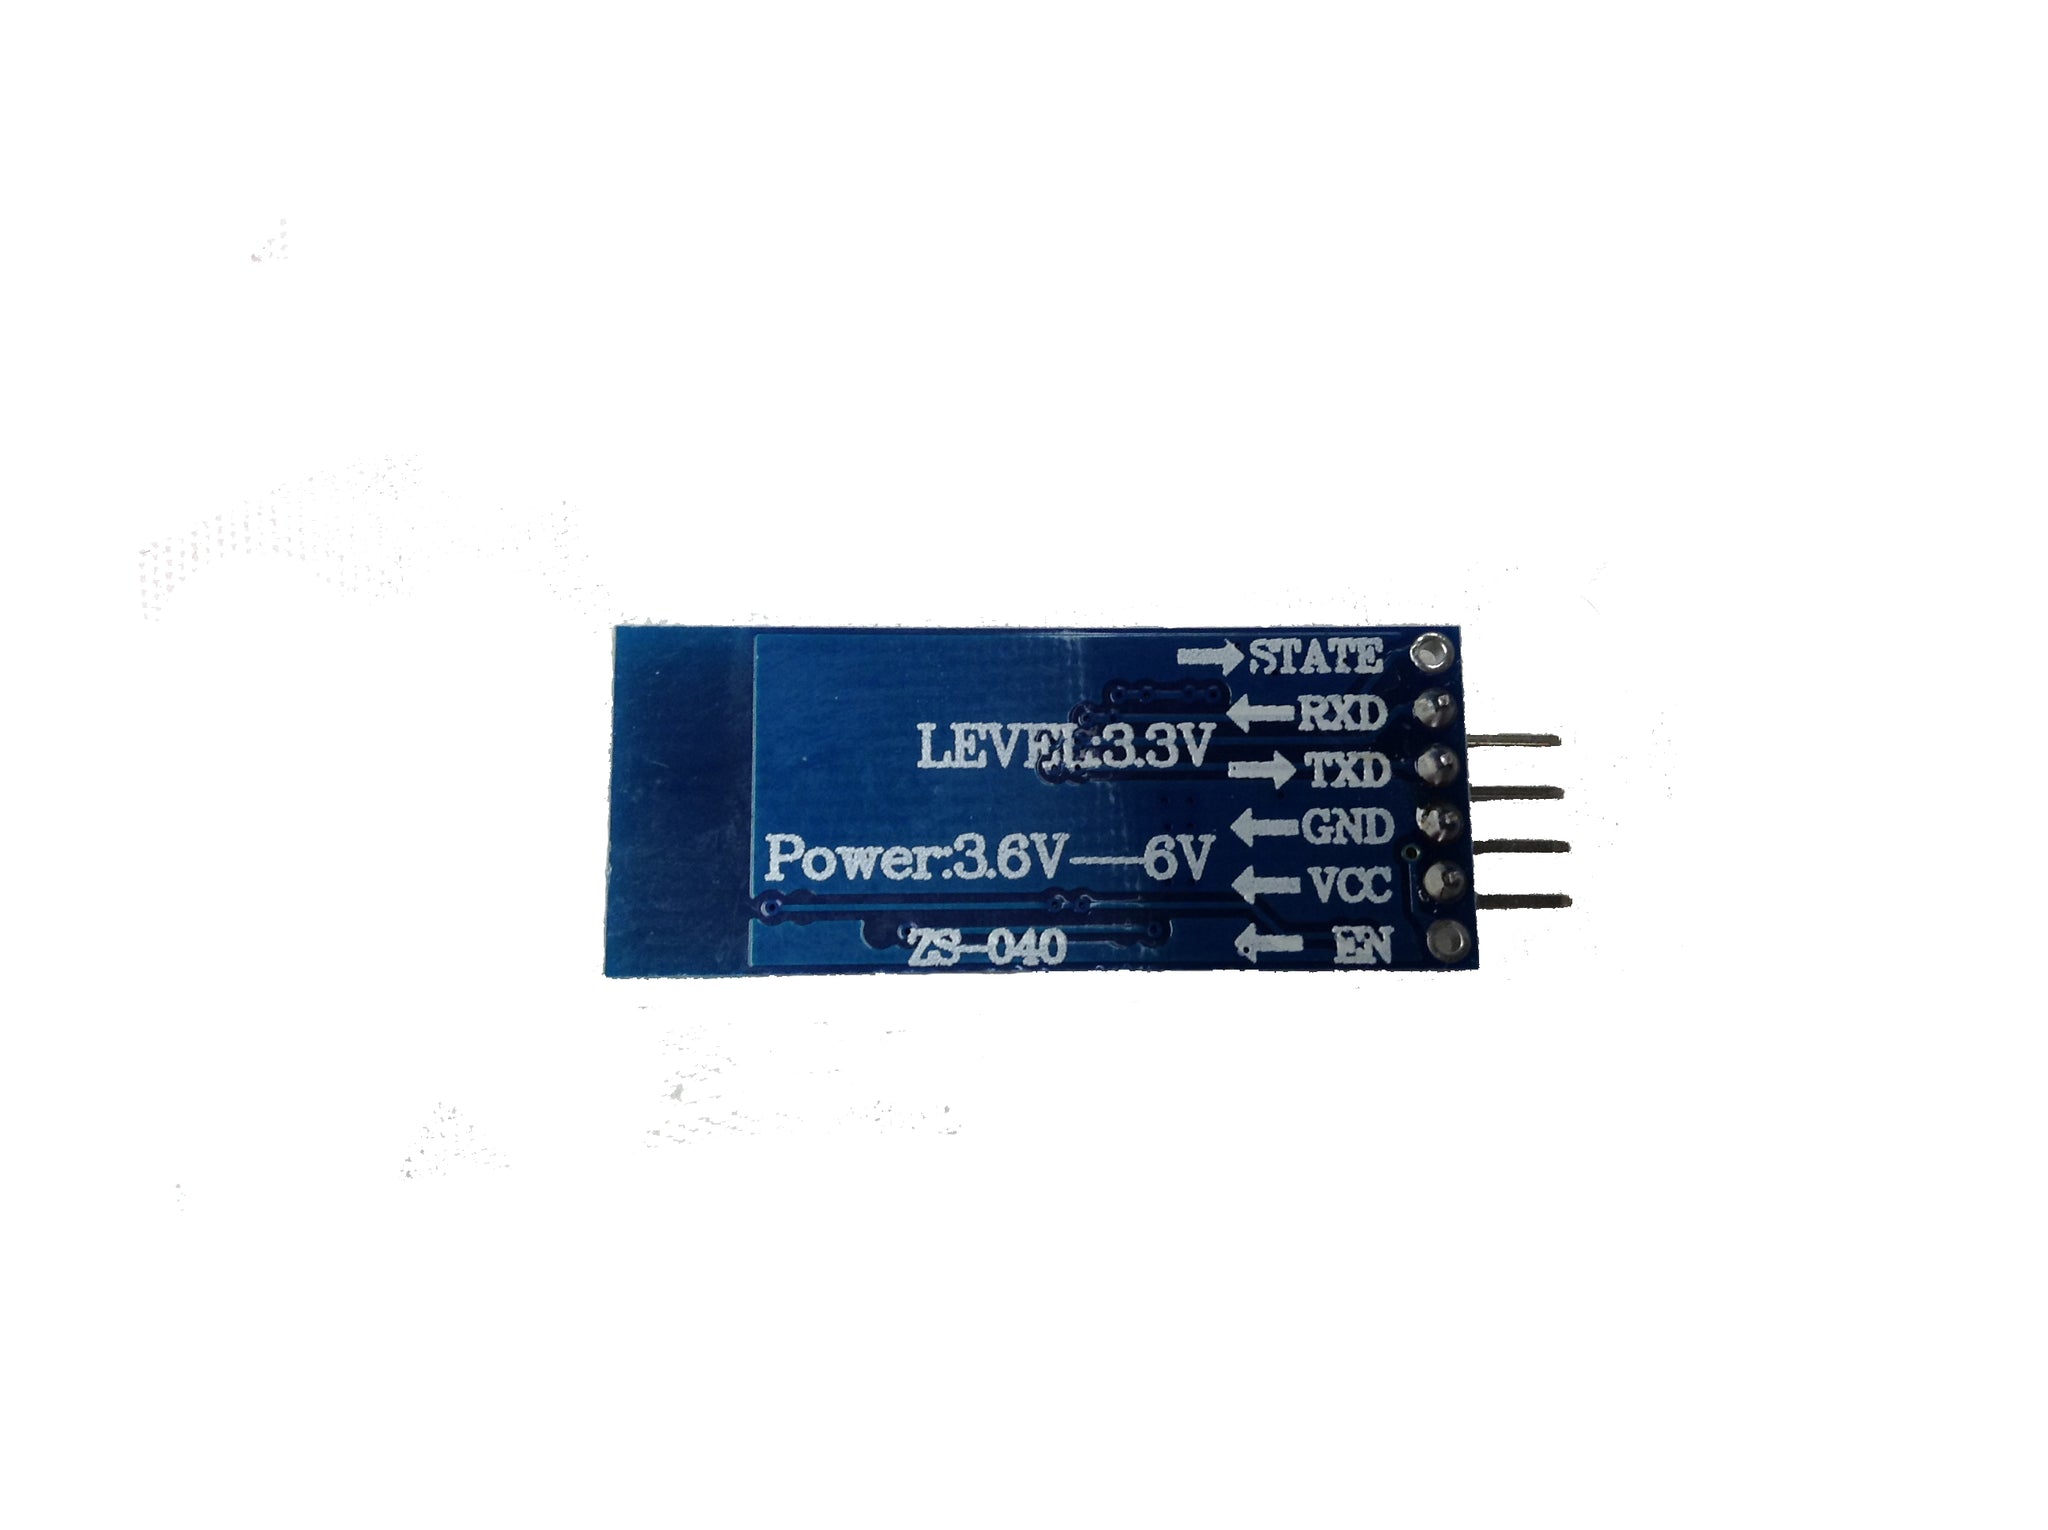 STATE
RXD
LEVEL:3.3V
TXD
GND
Power:3.6V—6V
VCC
ZS-040
EN